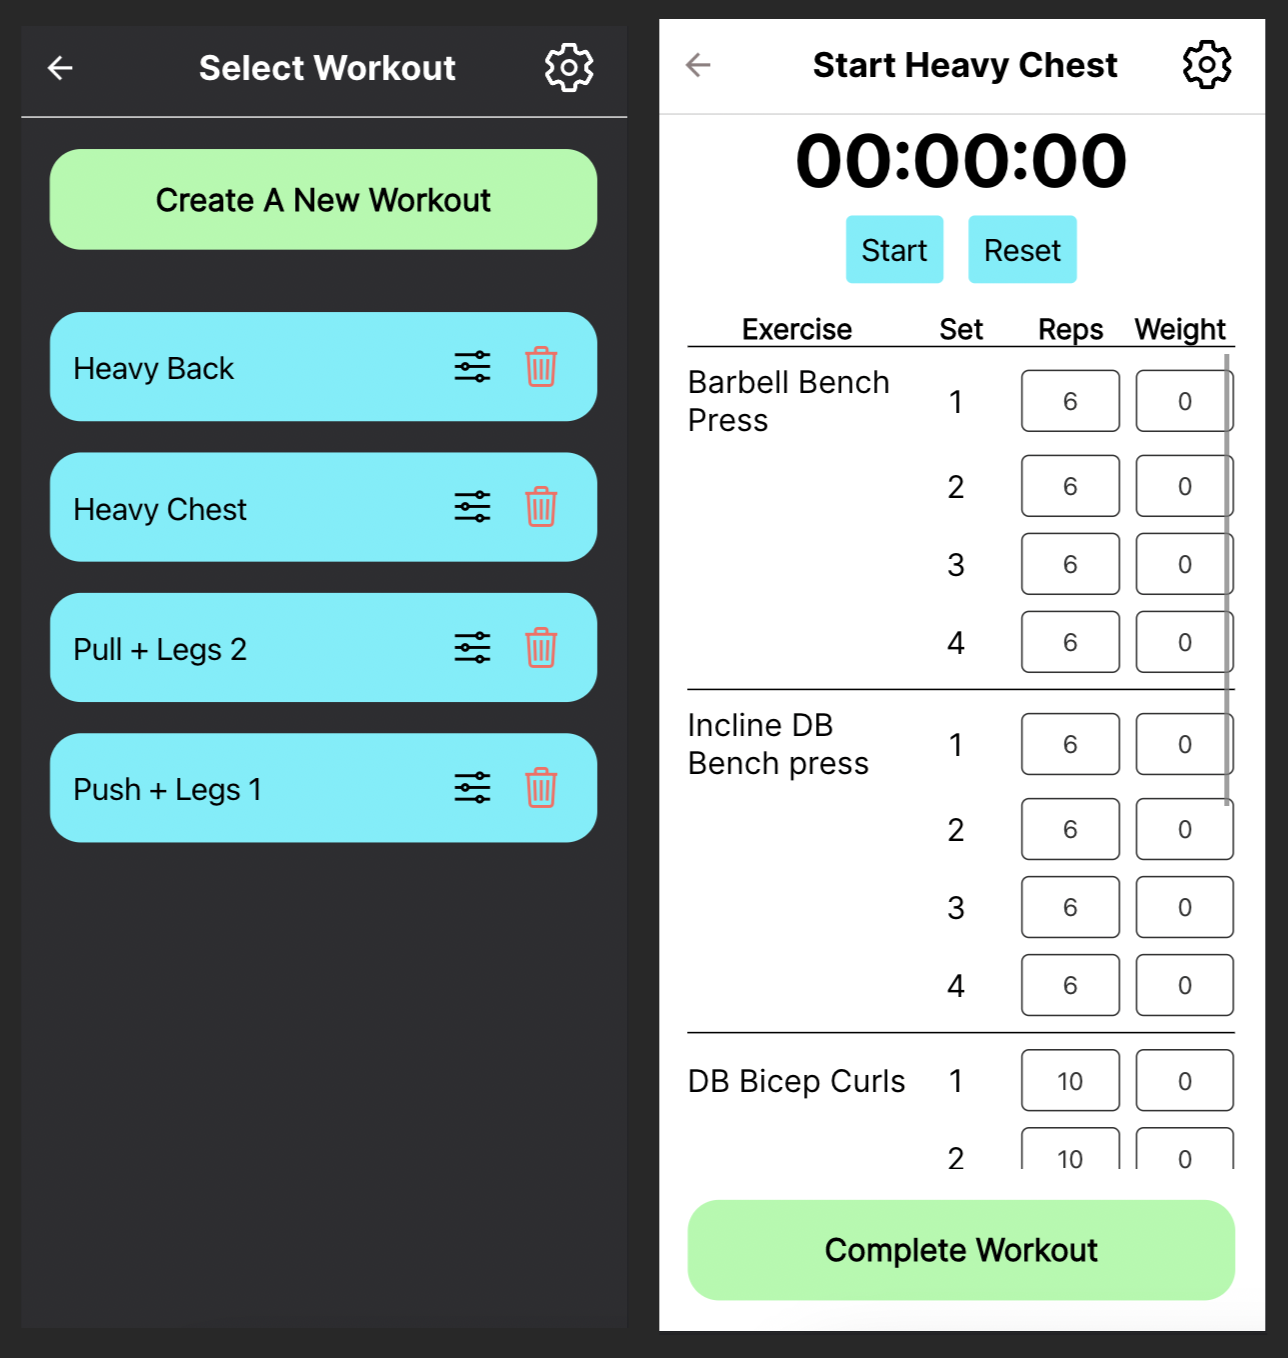 Select Workout
Create A New Workout
Heavy Back
Heavy Chest
Pull + Legs 2
Push + Legs 1
Start Heavy Chest
00:00:00
Start Reset
Exercise Set Reps Weight
Barbell Bench
Press
1 6 0
2 6 0
3 6 0
4 6 0
Incline DB
Bench press
1 6 0
2 6 0
3 6 0
4 6 0
DB Bicep Curls 1 10 0
2 10 0
Complete Workout